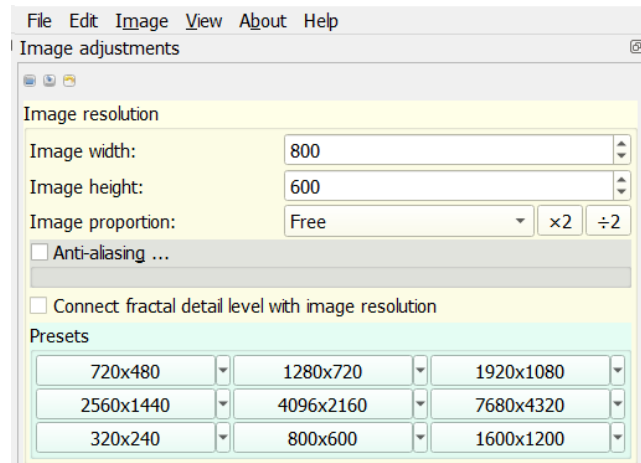 File Edit Image View About Help
Image adjustments
Image resolution
Image width: 800
Image height: 600
Image proportion: Free ×2 ÷2
Anti-aliasing ...
Connect fractal detail level with image resolution
Presets
720x480 1280x720 1920x1080
2560x1440 4096x2160 7680x4320
320x240 800x600 1600x1200